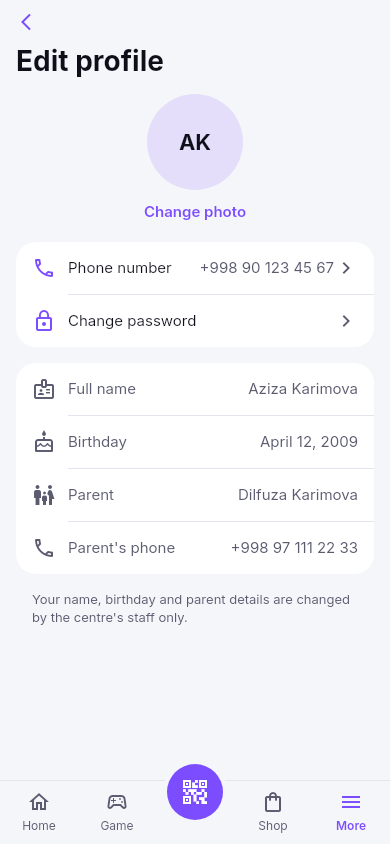 Edit profile
AK
Change photo
Phone number +998 90 123 45 67
Change password
Full name Aziza Karimova
Birthday April 12, 2009
Parent Dilfuza Karimova
Parent's phone +998 97 111 22 33
Your name, birthday and parent details are changed
by the centre's staff only.
Home Game Shop More